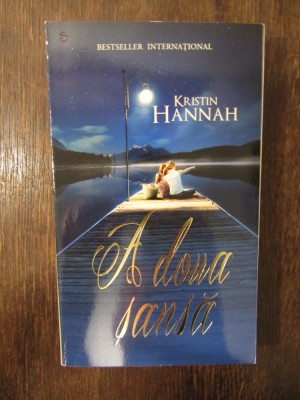 BESTSELLER INTERNAȚIONAL
KRISTIN
HANNAH
A doua
șansă